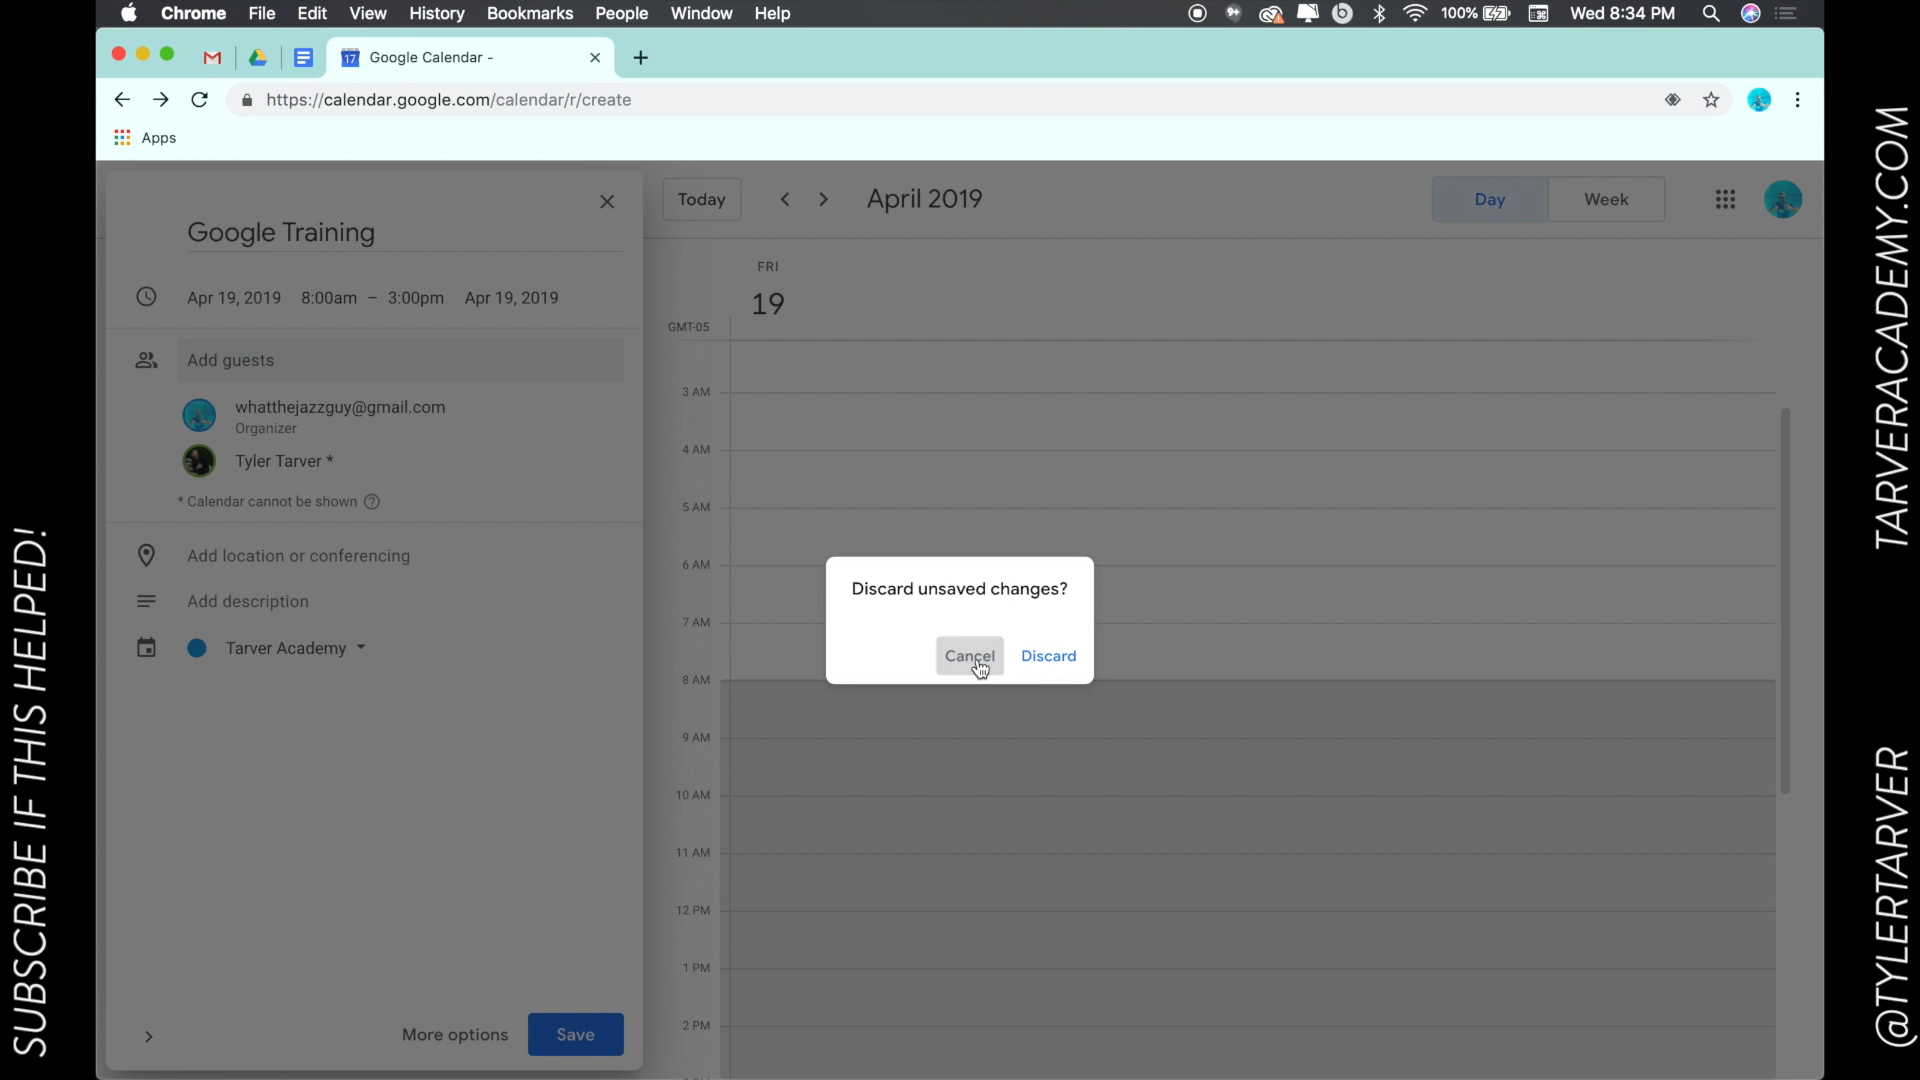 Chrome File Edit View History Bookmarks People Window Help
9+ 100% Wed 8:34 PM
17 Google Calendar -
https://calendar.google.com/calendar/r/create
Apps
Google Training
Apr 19, 2019 8:00am – 3:00pm Apr 19, 2019
Add guests
whatthejazzguy@gmail.com
Organizer
Tyler Tarver *
* Calendar cannot be shown
Add location or conferencing
Add description
Tarver Academy
More options Save
Today April 2019 Day Week
FRI
19
GMT-05
3 AM
4 AM
5 AM
6 AM
7 AM
8 AM
9 AM
10 AM
11 AM
12 PM
1 PM
2 PM
Discard unsaved changes?
Cancel Discard
SUBSCRIBE IF THIS HELPED!
TARVERACADEMY.COM
@TYLERTARVER